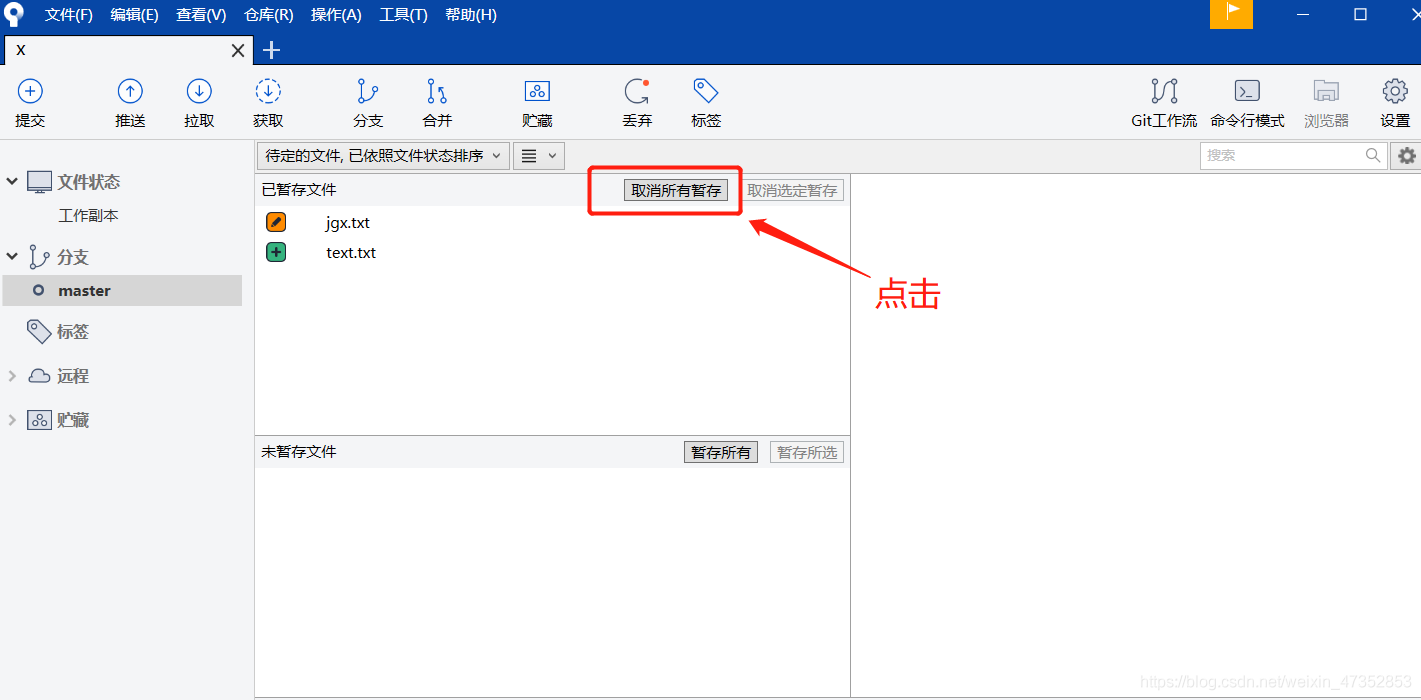 文件(F) 编辑(E) 查看(V) 仓库(R) 操作(A) 工具(T) 帮助(H)
X
提交 推送 拉取 获取 分支 合并 贮藏 丢弃 标签 Git工作流 命令行模式 浏览器 设置
待定的文件, 已依照文件状态排序 搜索
文件状态
工作副本
分支
master
标签
远程
贮藏
已暂存文件 取消所有暂存 取消选定暂存
jgx.txt
text.txt
点击
未暂存文件 暂存所有 暂存所选
https://blog.csdn.net/weixin_47352853